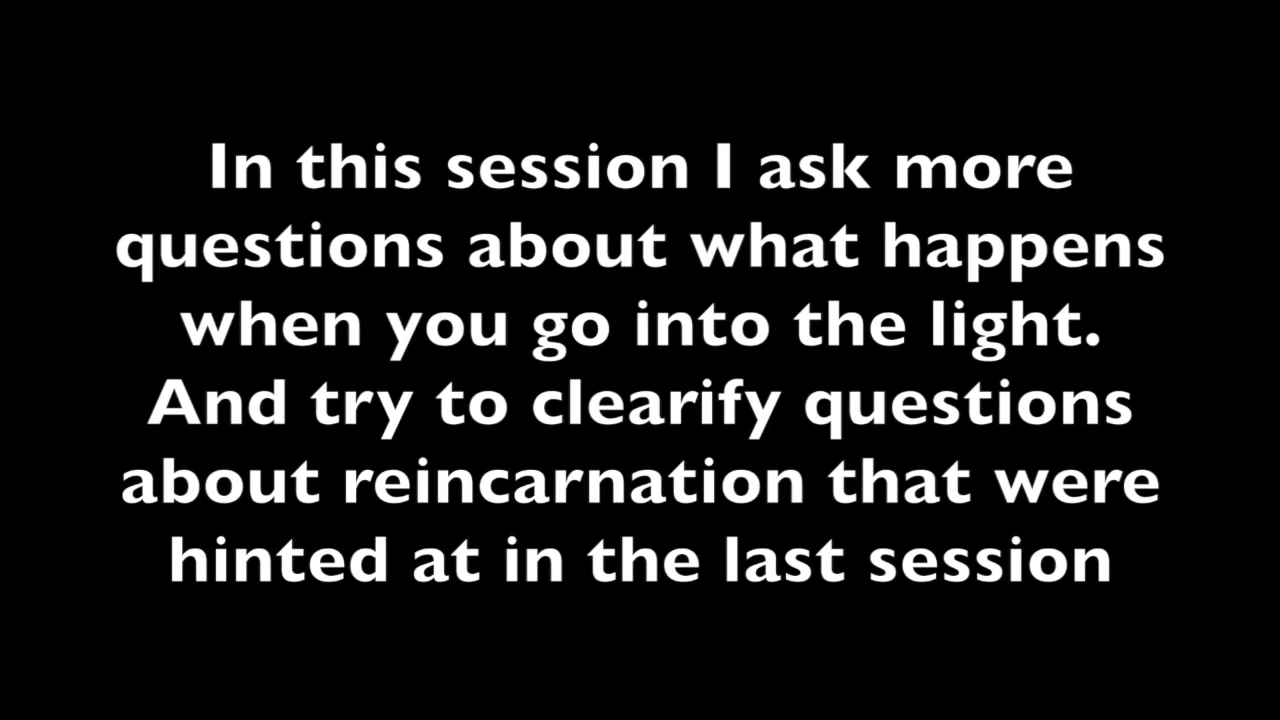 In this session I ask more
questions about what happens
when you go into the light.
And try to clearify questions
about reincarnation that were
hinted at in the last session